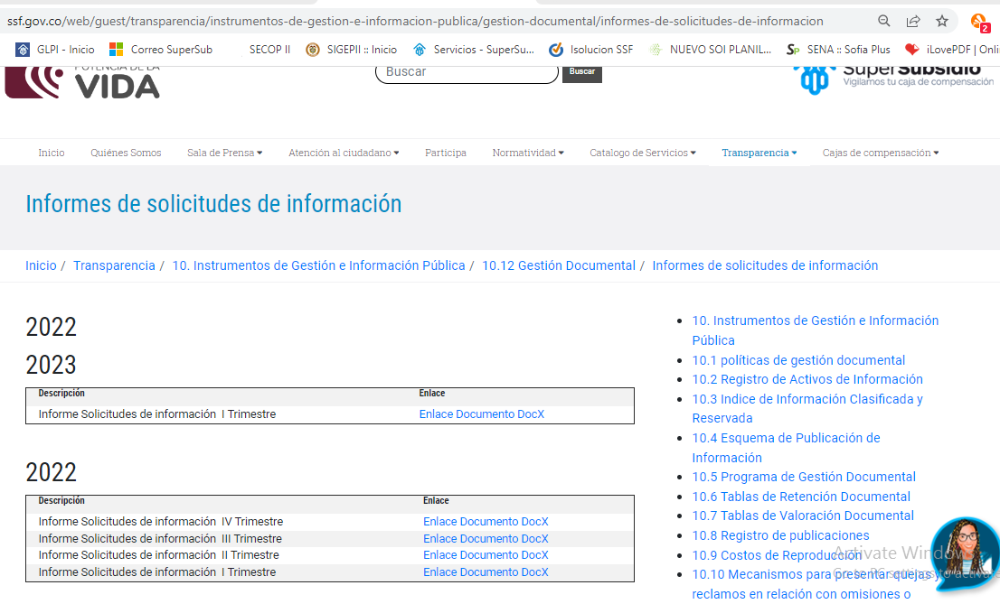 ssf.gov.co/web/guest/transparencia/instrumentos-de-gestion-e-informacion-publica/gestion-documental/informes-de-solicitudes-de-informacion
2
GLPI - Inicio Correo SuperSub SECOP II SIGEPII :: Inicio Servicios - SuperSu... Isolucion SSF NUEVO SOI PLANIL... SENA :: Sofia Plus iLovePDF | Onli
POTENCIA DE LA
VIDA
Buscar
Buscar
SuperSubsidio
Vigilamos tu caja de compensación
Inicio Quiénes Somos Sala de Prensa Atención al ciudadano Participa Normatividad Catalogo de Servicios Transparencia Cajas de compensación
Informes de solicitudes de información
Inicio / Transparencia / 10. Instrumentos de Gestión e Información Pública / 10.12 Gestión Documental / Informes de solicitudes de información
2022
2023
Descripción Enlace
Informe Solicitudes de información I Trimestre Enlace Documento DocX
2022
Descripción Enlace
Informe Solicitudes de información IV Trimestre Enlace Documento DocX
Informe Solicitudes de información III Trimestre Enlace Documento DocX
Informe Solicitudes de información II Trimestre Enlace Documento DocX
Informe Solicitudes de información I Trimestre Enlace Documento DocX
10. Instrumentos de Gestión e Información
Pública
10.1 políticas de gestión documental
10.2 Registro de Activos de Información
10.3 Indice de Información Clasificada y
Reservada
10.4 Esquema de Publicación de
Información
10.5 Programa de Gestión Documental
10.6 Tablas de Retención Documental
10.7 Tablas de Valoración Documental
10.8 Registro de publicaciones
10.9 Costos de Reproducción
10.10 Mecanismos para presentar quejas y
reclamos en relación con omisiones o
Activate Windows
Go to PC settings to activate